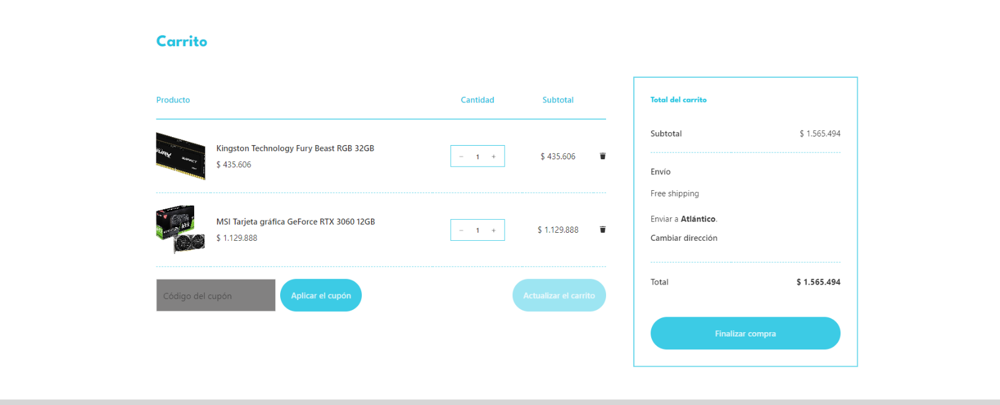 Carrito
Producto
Cantidad
Subtotal
FURY
IMPACT
Kingston Technology Fury Beast RGB 32GB
$ 435.606
− 1 +
$ 435.606
MSI Tarjeta gráfica GeForce RTX 3060 12GB
$ 1.129.888
− 1 +
$ 1.129.888
Código del cupón
Aplicar el cupón
Actualizar el carrito
Total del carrito
Subtotal $ 1.565.494
Envío
Free shipping
Enviar a Atlántico.
Cambiar dirección
Total $ 1.565.494
Finalizar compra